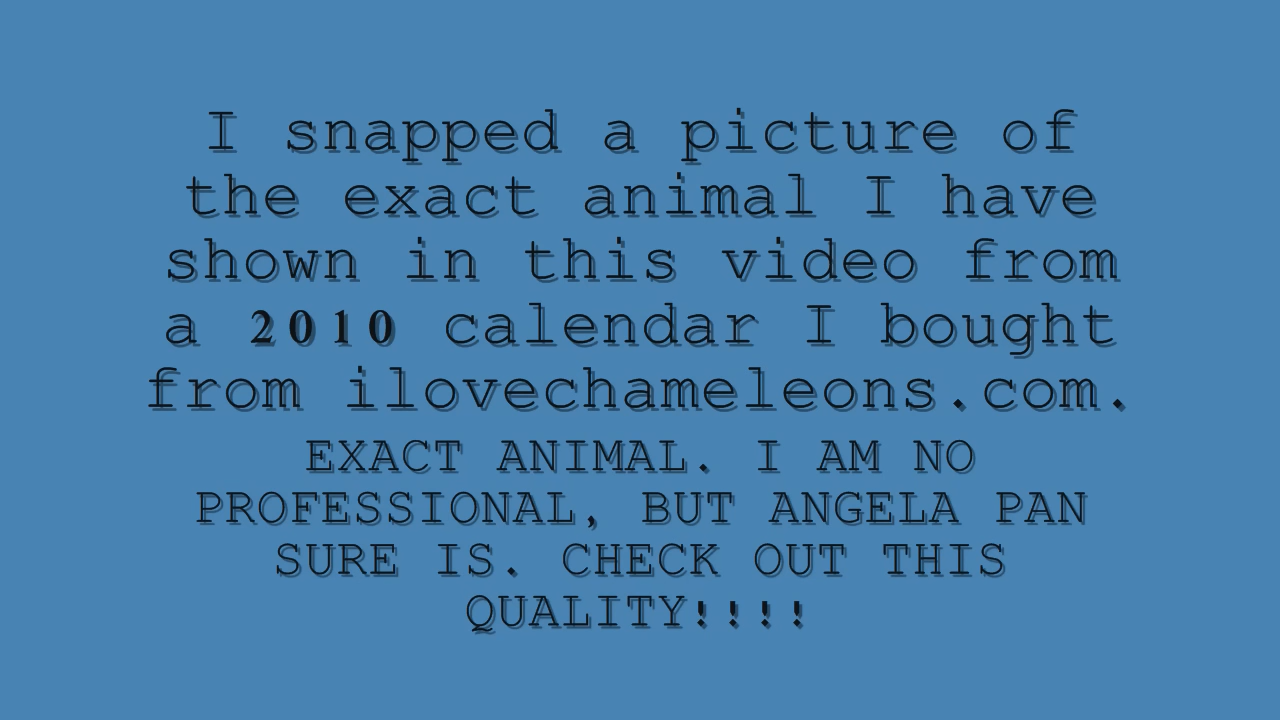 I snapped a picture of
the exact animal I have
shown in this video from
a 2010 calendar I bought
from ilovechameleons.com.
EXACT ANIMAL. I AM NO
PROFESSIONAL, BUT ANGELA PAN
SURE IS. CHECK OUT THIS
QUALITY!!!!